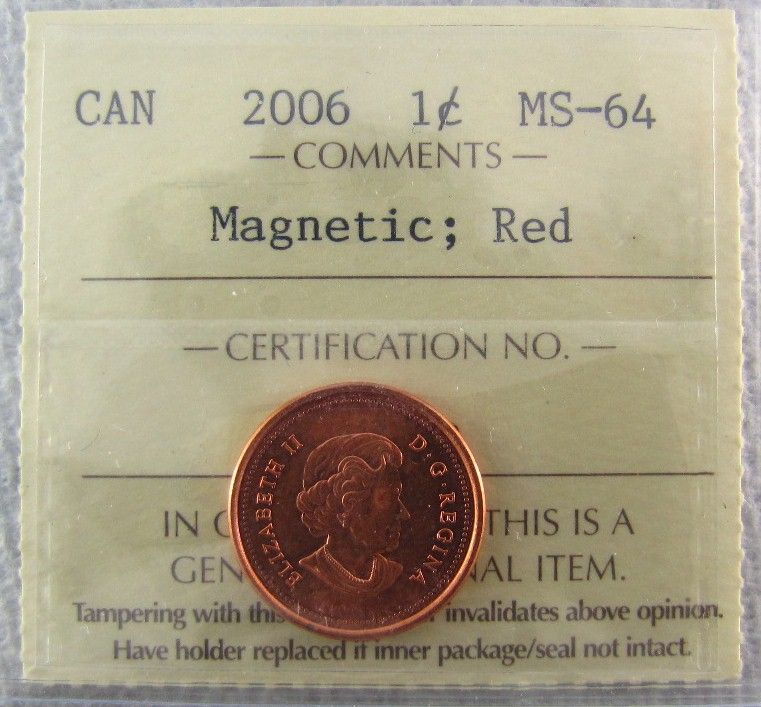 CAN 2006 1¢ MS-64
— COMMENTS —
Magnetic; Red
— CERTIFICATION NO. —
ELIZABETH II D·G·REGINA
IN THIS IS A
GEN NAL ITEM.
Tampering with this invalidates above opinion.
Have holder replaced if inner package/seal not intact.